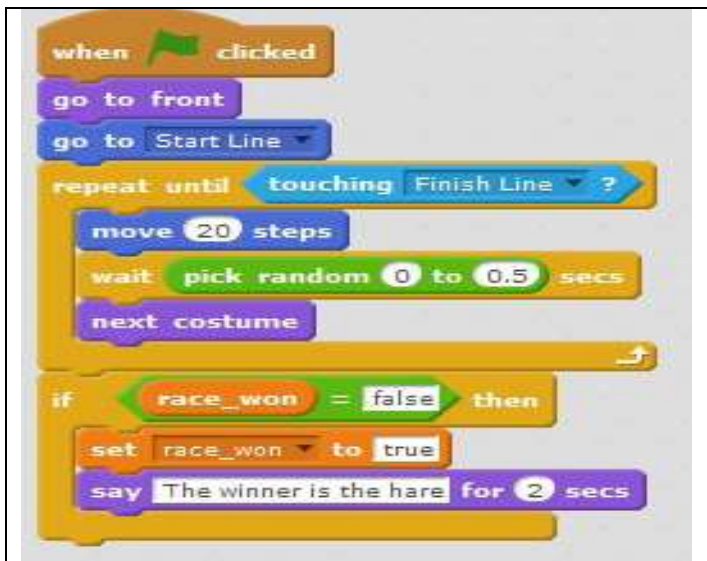 when clicked
go to front
go to Start Line
repeat until touching Finish Line ?
move 20 steps
wait pick random 0 to 0.5 secs
next costume
if race_won = false then
set race_won to true
say The winner is the hare for 2 secs